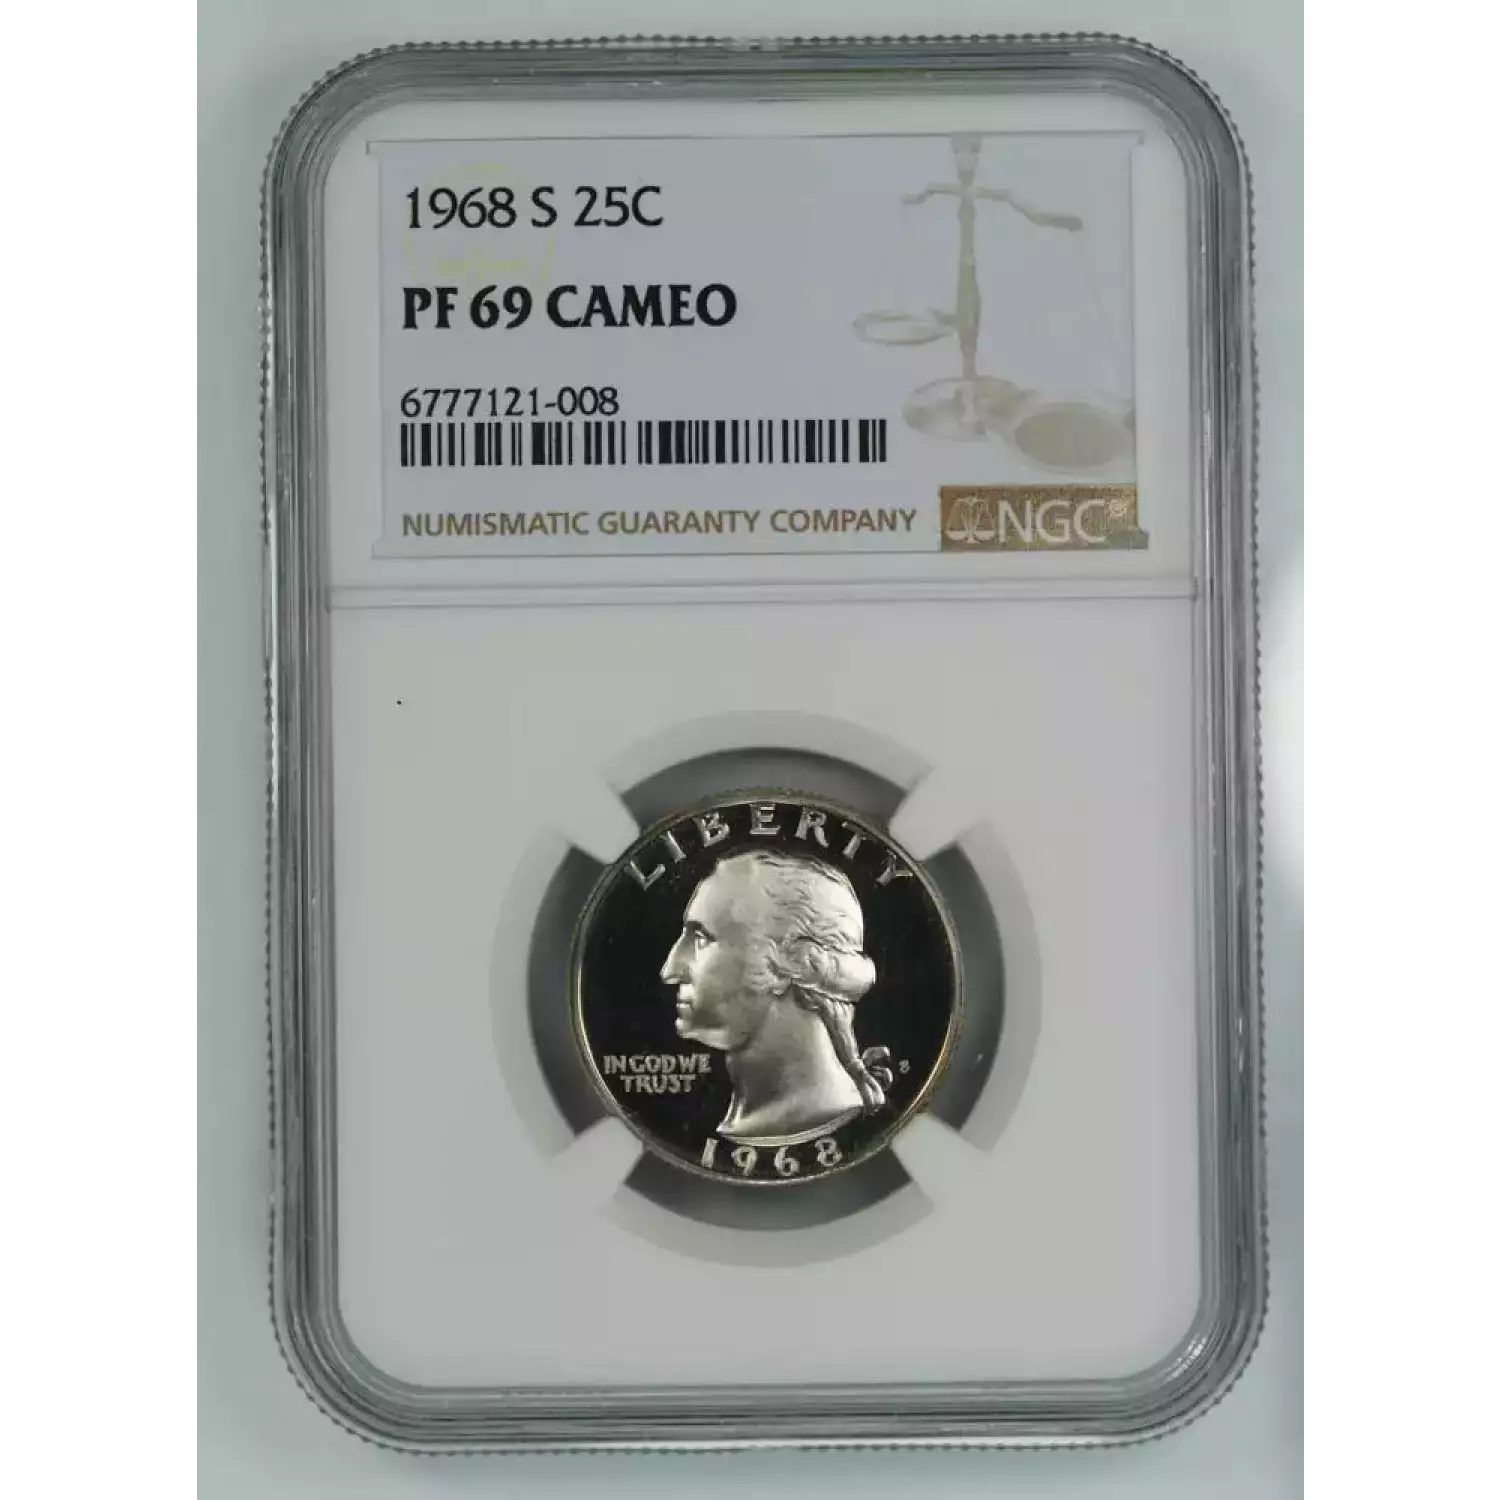 1968 S 25C
PF 69 CAMEO
6777121-008
NUMISMATIC GUARANTY COMPANY NGC®
LIBERTY
IN GOD WE
TRUST
S
1968